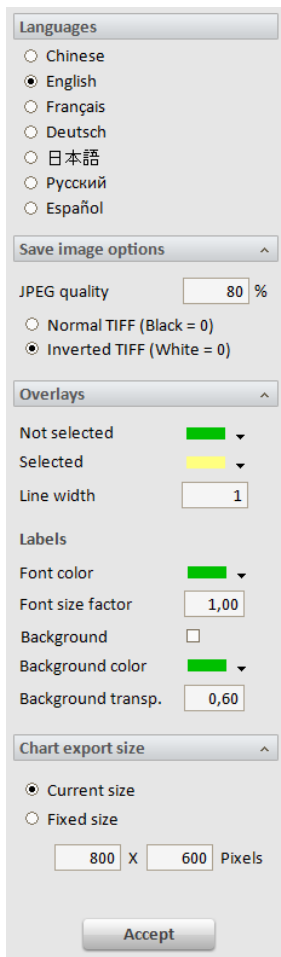 Languages
Chinese
English
Français
Deutsch
日本語
Русский
Español
Save image options
JPEG quality 80 %
Normal TIFF (Black = 0)
Inverted TIFF (White = 0)
Overlays
Not selected
Selected
Line width 1
Labels
Font color
Font size factor 1,00
Background
Background color
Background transp. 0,60
Chart export size
Current size
Fixed size
800 X 600 Pixels
Accept